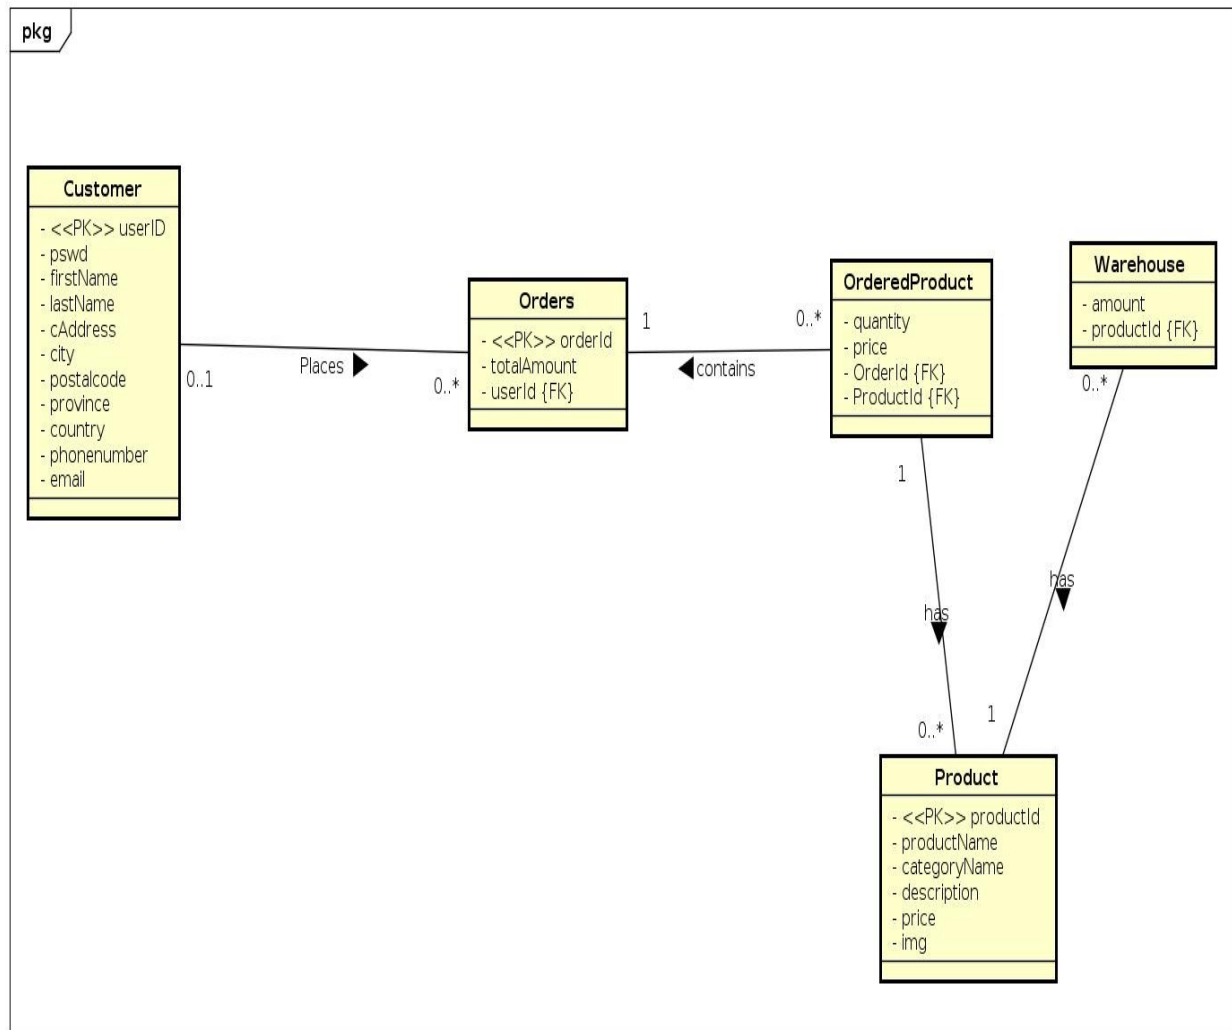 pkg
Customer
- <<PK>> userID
- pswd
- firstName
- lastName
- cAddress
- city
- postalcode
- province
- country
- phonenumber
- email
0..1
Places
0..*
Orders
- <<PK>> orderId
- totalAmount
- userId {FK}
1
contains
0..*
OrderedProduct
- quantity
- price
- OrderId {FK}
- ProductId {FK}
Warehouse
- amount
- productId {FK}
1
has
0..*
0..*
has
1
Product
- <<PK>> productId
- productName
- categoryName
- description
- price
- img